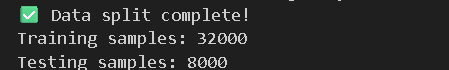 ✅ Data split complete!
Training samples: 32000
Testing samples: 8000